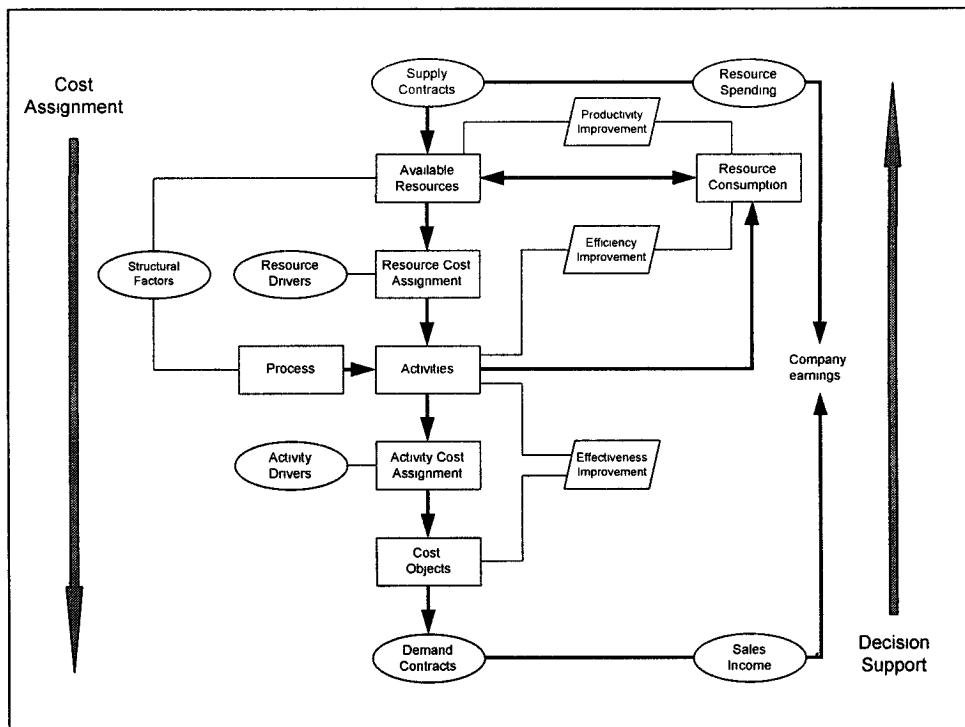 Cost
Assignment
Supply
Contracts
Resource
Spending
Productivity
Improvement
Available
Resources
Resource
Consumption
Structural
Factors
Resource
Drivers
Resource Cost
Assignment
Efficiency
Improvement
Process
Activities
Company
earnings
Activity
Drivers
Activity Cost
Assignment
Effectiveness
Improvement
Cost
Objects
Demand
Contracts
Sales
Income
Decision
Support